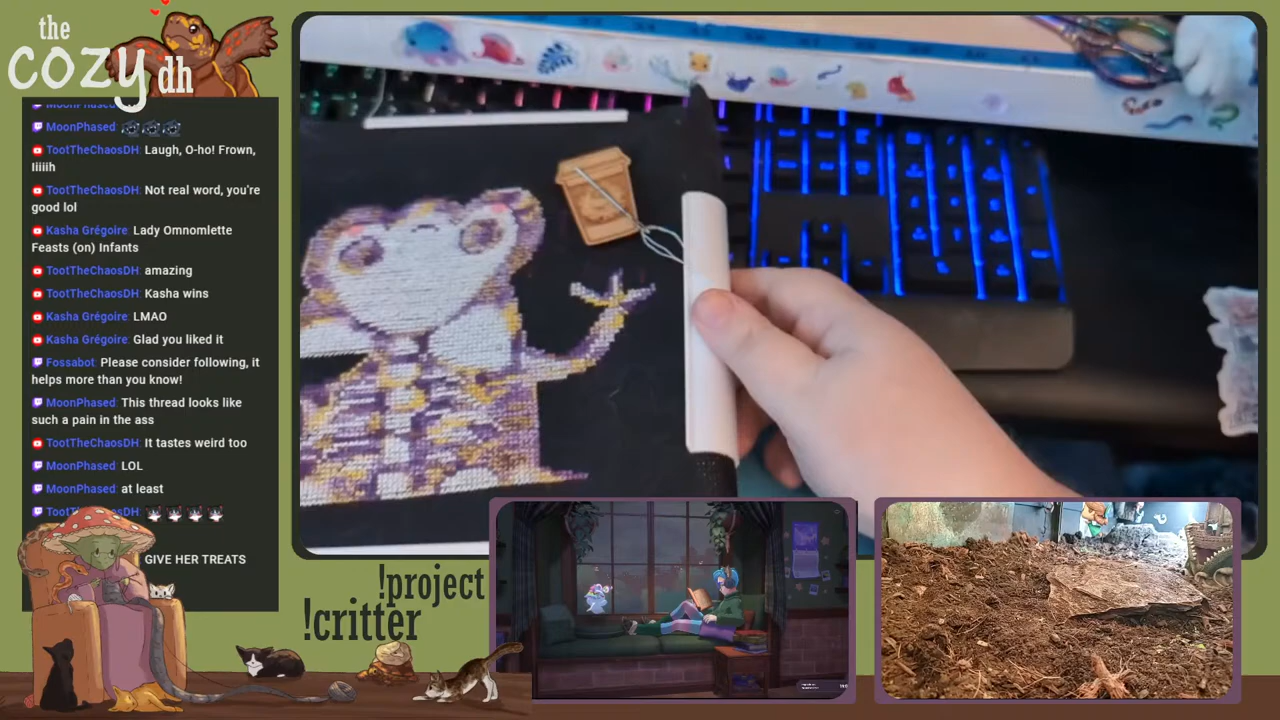 the
cozy dh
MoonPhased:
MoonPhased:
TootTheChaosDH: Laugh, O-ho! Frown,
Iiiiih
TootTheChaosDH: Not real word, you're
good lol
Kasha Grégoire: Lady Omnomlette
Feasts (on) Infants
TootTheChaosDH: amazing
TootTheChaosDH: Kasha wins
Kasha Grégoire: LMAO
Kasha Grégoire: Glad you liked it
Fossabot: Please consider following, it
helps more than you know!
MoonPhased: This thread looks like
such a pain in the ass
TootTheChaosDH: It tastes weird too
MoonPhased: LOL
MoonPhased: at least
GIVE HER TREATS
!project
!critter